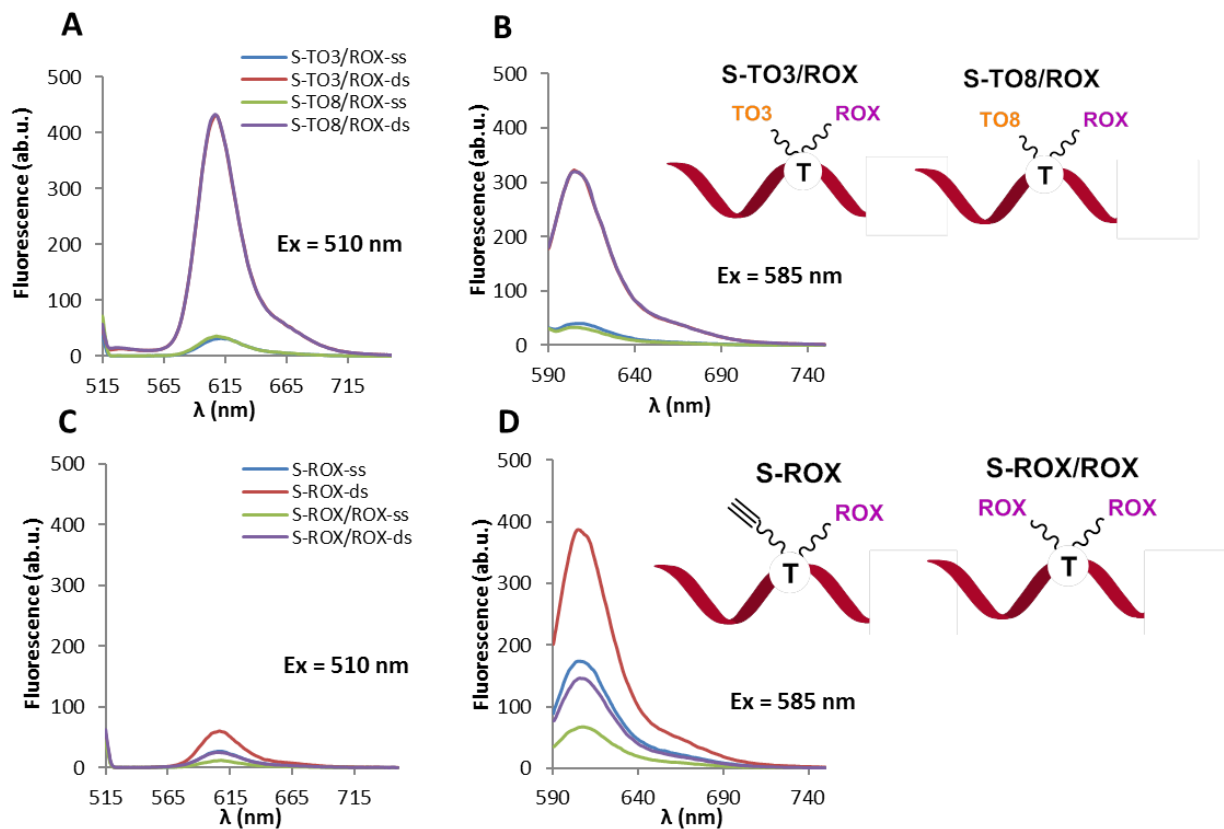 A
S-TO3/ROX-ss
S-TO3/ROX-ds
S-TO8/ROX-ss
S-TO8/ROX-ds
500
400
300
200
100
0
Fluorescence (ab.u.)
Ex = 510 nm
515 565 615 665 715
λ (nm)
B
500
400
300
200
100
0
Fluorescence (ab.u.)
S-TO3/ROX
TO3 ROX
T
S-TO8/ROX
TO8 ROX
T
Ex = 585 nm
590 640 690 740
λ (nm)
C
S-ROX-ss
S-ROX-ds
S-ROX/ROX-ss
S-ROX/ROX-ds
500
400
300
200
100
0
Fluorescence (ab.u.)
Ex = 510 nm
515 565 615 665 715
λ (nm)
D
500
400
300
200
100
0
Fluorescence (ab.u.)
S-ROX
ROX
T
S-ROX/ROX
ROX ROX
T
Ex = 585 nm
590 640 690 740
λ (nm)